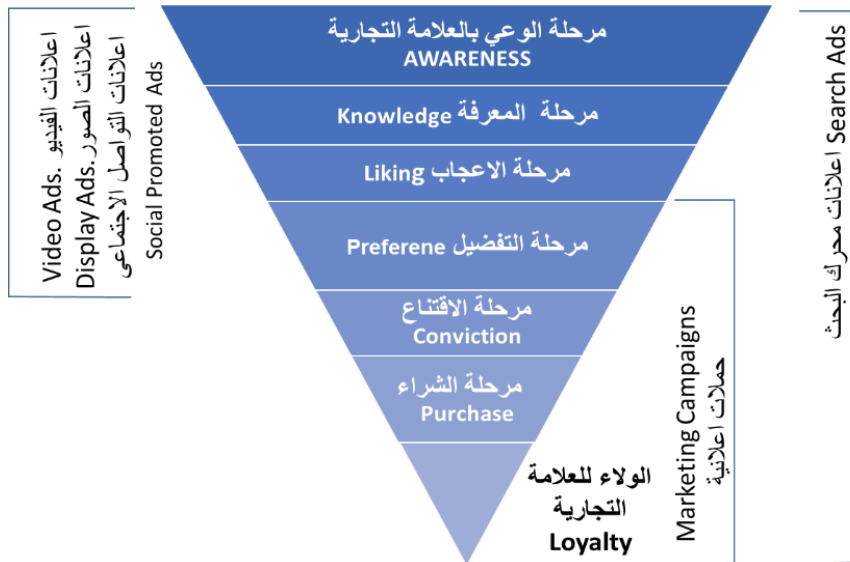 مرحلة الوعي بالعلامة التجارية
AWARENESS
مرحلة المعرفة Knowledge
مرحلة الاعجاب Liking
مرحلة التفضيل Preferene
مرحلة الاقتناع
Conviction
مرحلة الشراء
Purchase
الولاء للعلامة
التجارية
Loyalty
اعلانات الفيديو .Video Ads
اعلانات الصور .Display Ads
اعلانات التواصل الاجتماعى
Social Promoted Ads
Marketing Campaigns
حملات اعلانية
اعلانات محرك البحث Search Ads